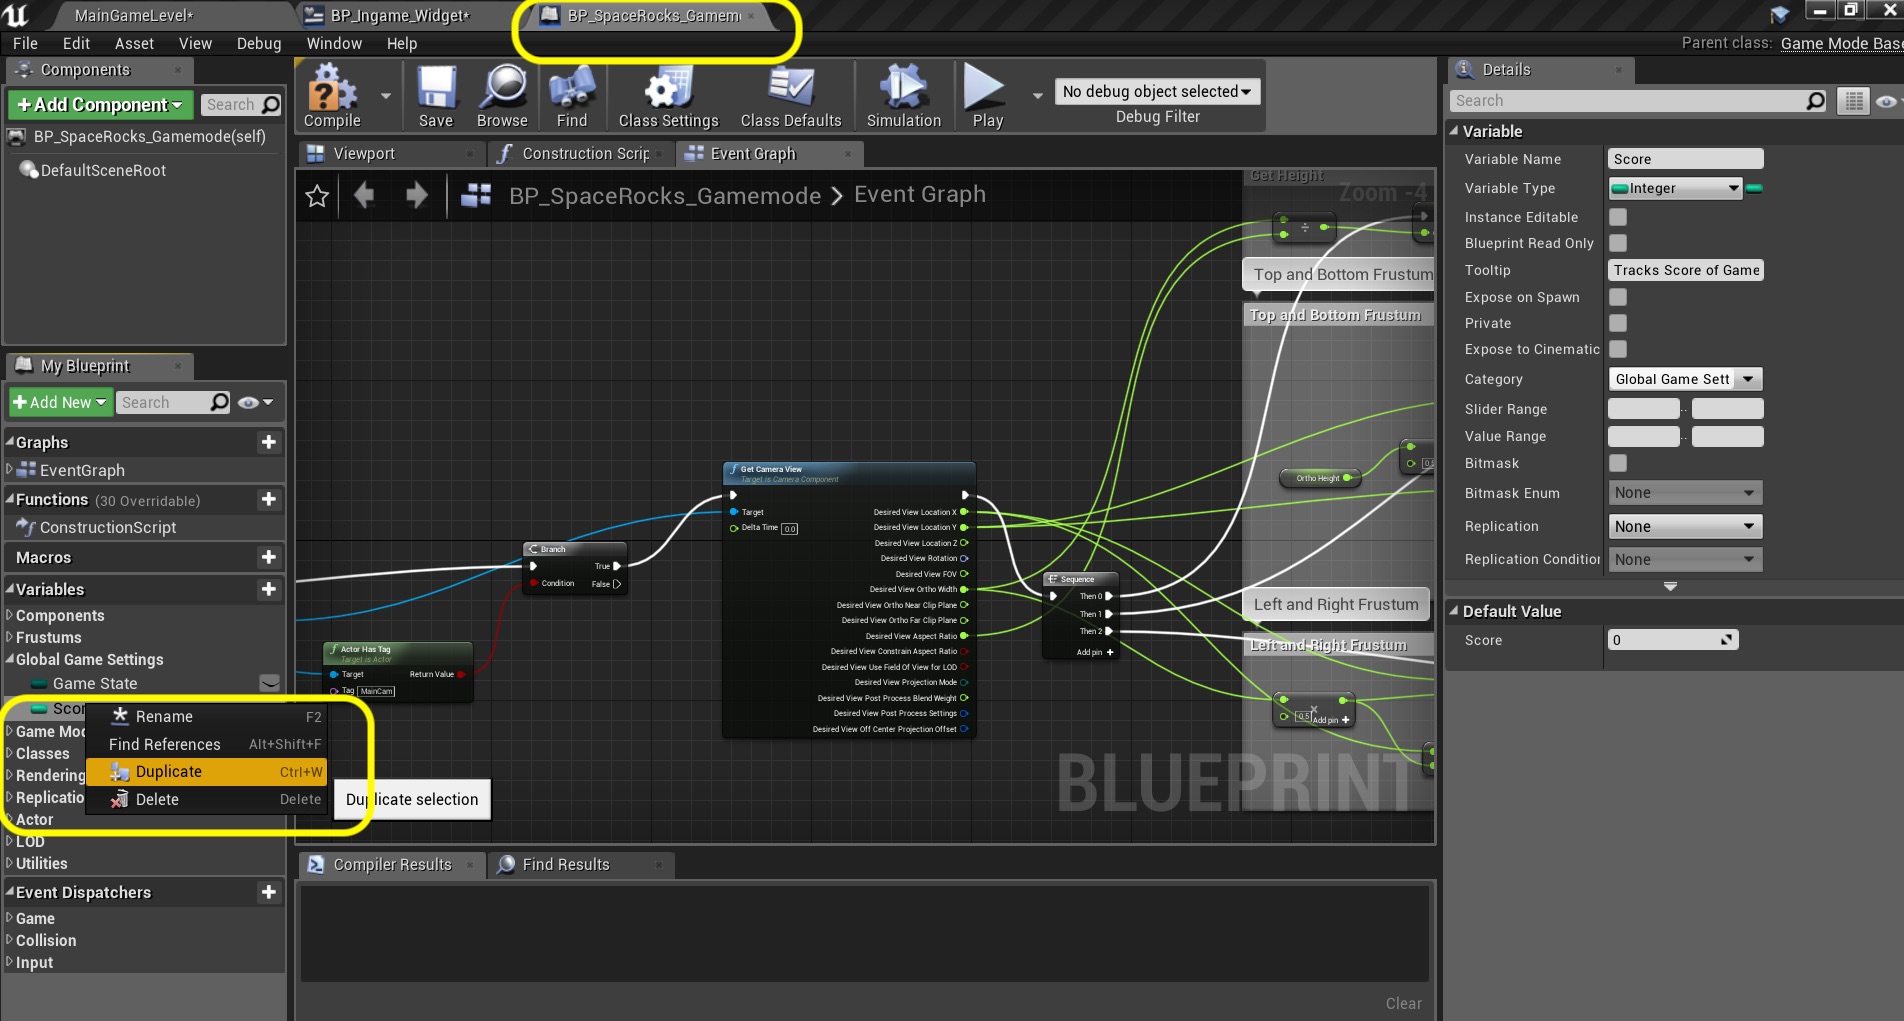 MainGameLevel*
BP_Ingame_Widget*
BP_SpaceRocks_Gamem
File Edit Asset View Debug Window Help
Parent class: Game Mode Base
Components
+Add Component
Search
BP_SpaceRocks_Gamemode(self)
DefaultSceneRoot
Compile
Save
Browse
Find
Class Settings
Class Defaults
Simulation
Play
No debug object selected
Debug Filter
Viewport
Construction Scrip
Event Graph
BP_SpaceRocks_Gamemode > Event Graph
Zoom -4
Get Height
÷
Top and Bottom Frustum
Top and Bottom Frustum
Ortho Height
Get Camera View
Target is Camera Component
Target
Delta Time 0.0
Desired View Location X
Desired View Location Y
Desired View Location Z
Desired View Rotation
Desired View FOV
Desired View Ortho Width
Desired View Ortho Near Clip Plane
Desired View Ortho Far Clip Plane
Desired View Aspect Ratio
Desired View Constrain Aspect Ratio
Desired View Use Field Of View for LOD
Desired View Projection Mode
Desired View Post Process Blend Weight
Desired View Post Process Settings
Desired View Off Center Projection Offset
Branch
Condition
True
False
Actor Has Tag
Target is Actor
Target
Return Value
Tag MainCam
Sequence
Then 0
Then 1
Then 2
Add pin +
Left and Right Frustum
Left and Right Frustum
0.5
×
Add pin +
BLUEPRINT
My Blueprint
+Add New
Search
Graphs
EventGraph
Functions (30 Overridable)
ConstructionScript
Macros
Variables
Components
Frustums
Global Game Settings
Game State
Scor
Game Mod
Classes
Rendering
Replicatio
Actor
LOD
Utilities
Event Dispatchers
Game
Collision
Input
Rename F2
Find References Alt+Shift+F
Duplicate Ctrl+W
Delete Delete
Duplicate selection
Compiler Results
Find Results
Clear
Details
Search
Variable
Variable Name Score
Variable Type Integer
Instance Editable
Blueprint Read Only
Tooltip Tracks Score of Game
Expose on Spawn
Private
Expose to Cinematic
Category Global Game Sett
Slider Range ..
Value Range ..
Bitmask
Bitmask Enum None
Replication None
Replication Conditior None
Default Value
Score 0